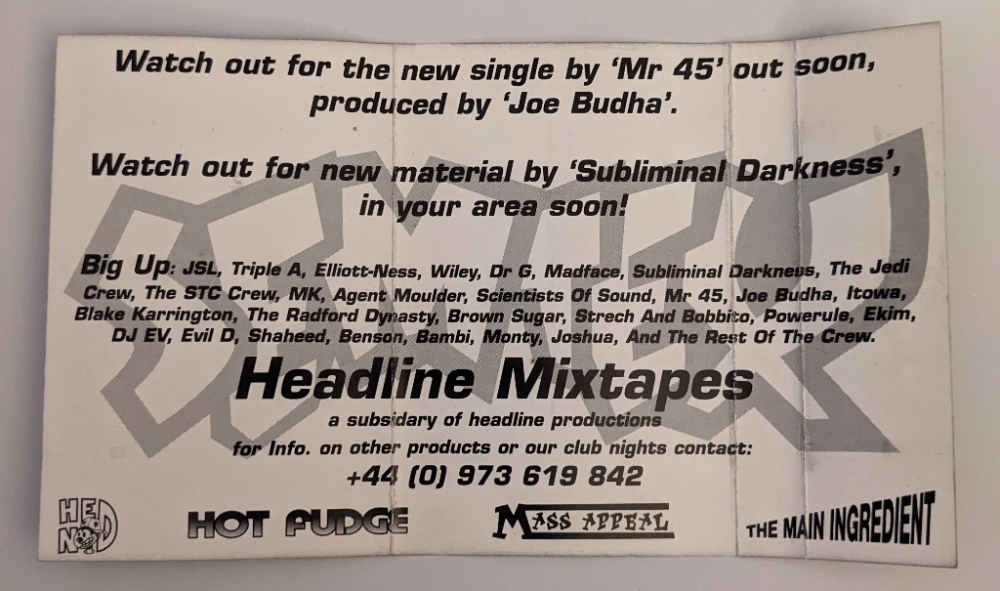 Watch out for the new single by ‘Mr 45’ out soon,
produced by ‘Joe Budha’.
Watch out for new material by ‘Subliminal Darkness’,
in your area soon!
Big Up: JSL, Triple A, Elliott-Ness, Wiley, Dr G, Madface, Subliminal Darkness, The Jedi
Crew, The STC Crew, MK, Agent Moulder, Scientists Of Sound, Mr 45, Joe Budha, Itowa,
Blake Karrington, The Radford Dynasty, Brown Sugar, Strech And Bobbito, Powerule, Ekim,
DJ EV, Evil D, Shaheed, Benson, Bambi, Monty, Joshua, And The Rest Of The Crew.
Headline Mixtapes
a subsidary of headline productions
for Info. on other products or our club nights contact:
+44 (0) 973 619 842
HED NOD
HOT FUDGE
MASS APPEAL
THE MAIN INGREDIENT